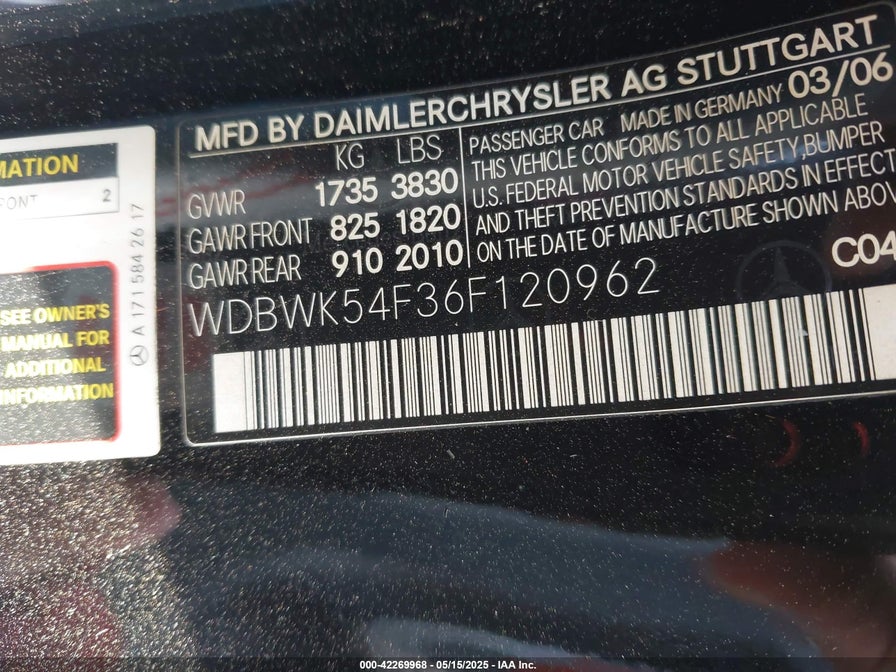 MATION
FRONT 2
A 171 584 26 17
SEE OWNER'S
MANUAL FOR
ADDITIONAL
INFORMATION
MFD BY DAIMLERCHRYSLER AG STUTTGART
KG LBS
GVWR 1735 3830
GAWR FRONT 825 1820
GAWR REAR 910 2010
PASSENGER CAR MADE IN GERMANY 03/06
THIS VEHICLE CONFORMS TO ALL APPLICABLE
U.S. FEDERAL MOTOR VEHICLE SAFETY,BUMPER
AND THEFT PREVENTION STANDARDS IN EFFECT
ON THE DATE OF MANUFACTURE SHOWN ABOV
C04
WDBWK54F36F120962
000-42269968 - 05/15/2025 - IAA Inc.